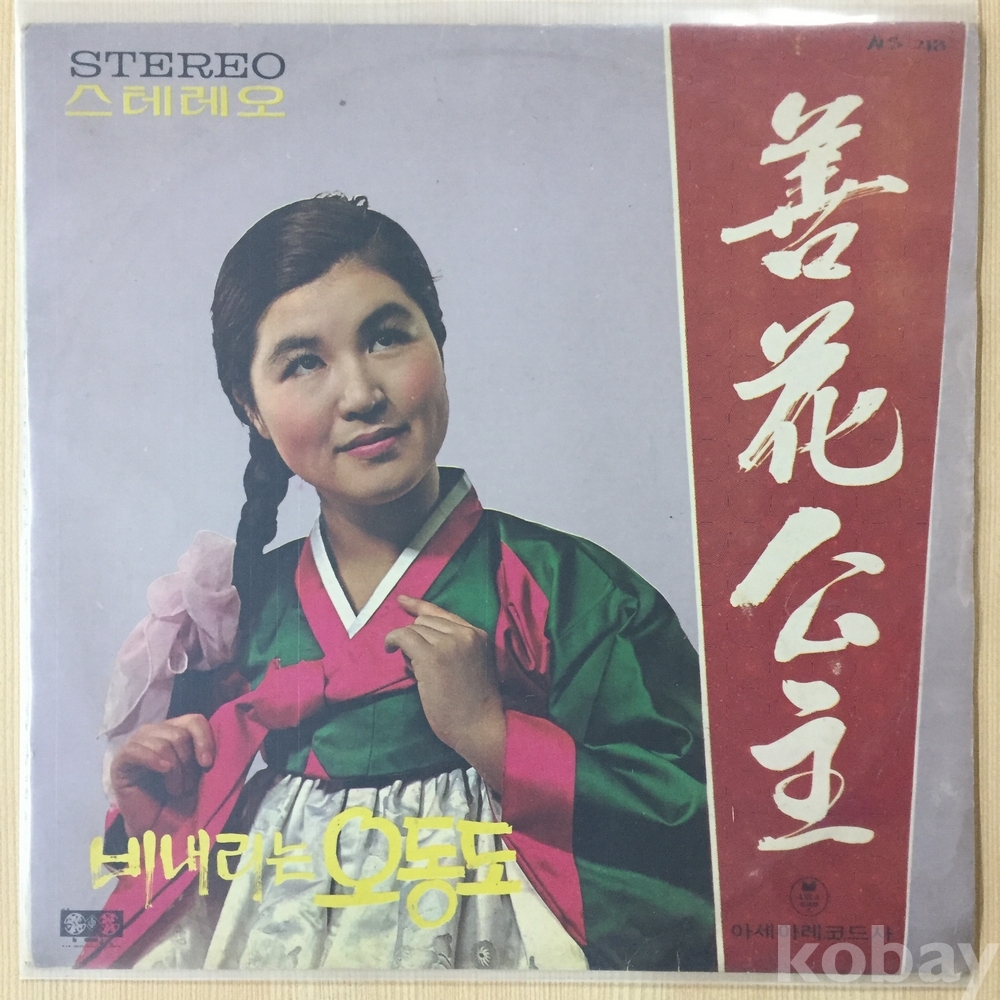 STEREO
스테레오
善花公主
비내리는 오동도
아세아레코드사
kobay